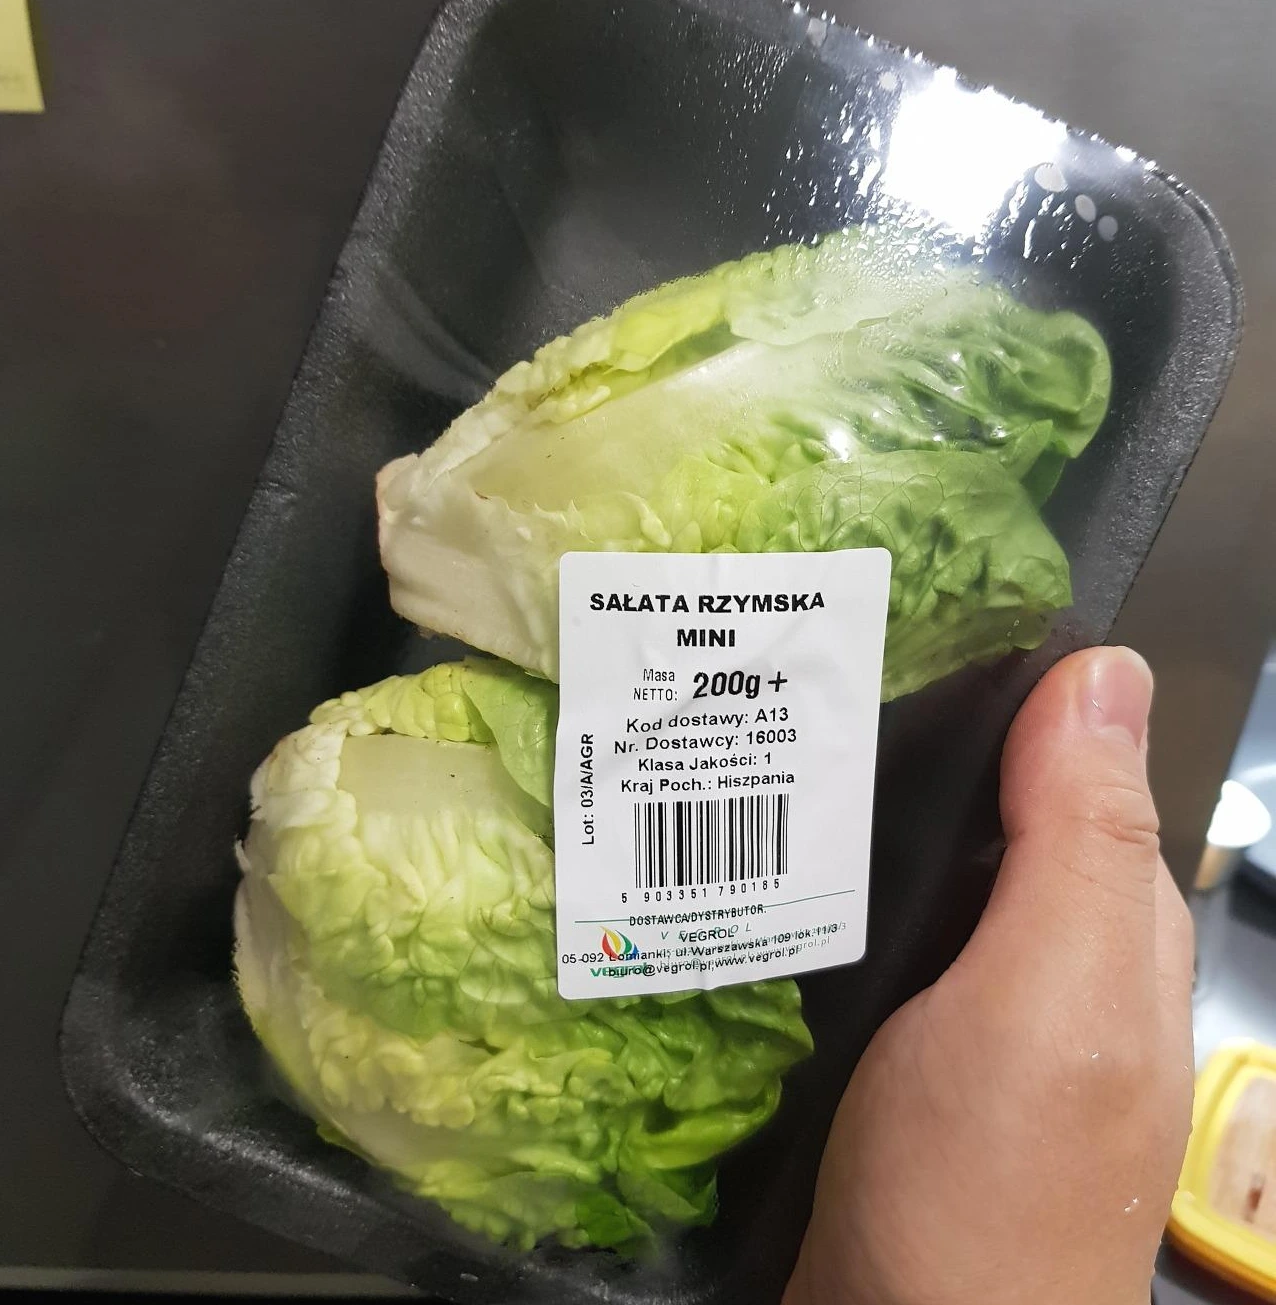 SAŁATA RZYMSKA
MINI
Masa
NETTO: 200g +
Kod dostawy: A13
Nr. Dostawcy: 16003
Klasa Jakości: 1
Kraj Poch.: Hiszpania
Lot: 03/A/AGR
5 903351 790185
DOSTAWCA/DYSTRYBUTOR:
VEGROL
VEGROL
05-092 Łomianki; ul.Warszawska 109 lok.11/3
vegrol
biuro@vegrol.pl;www.vegrol.pl